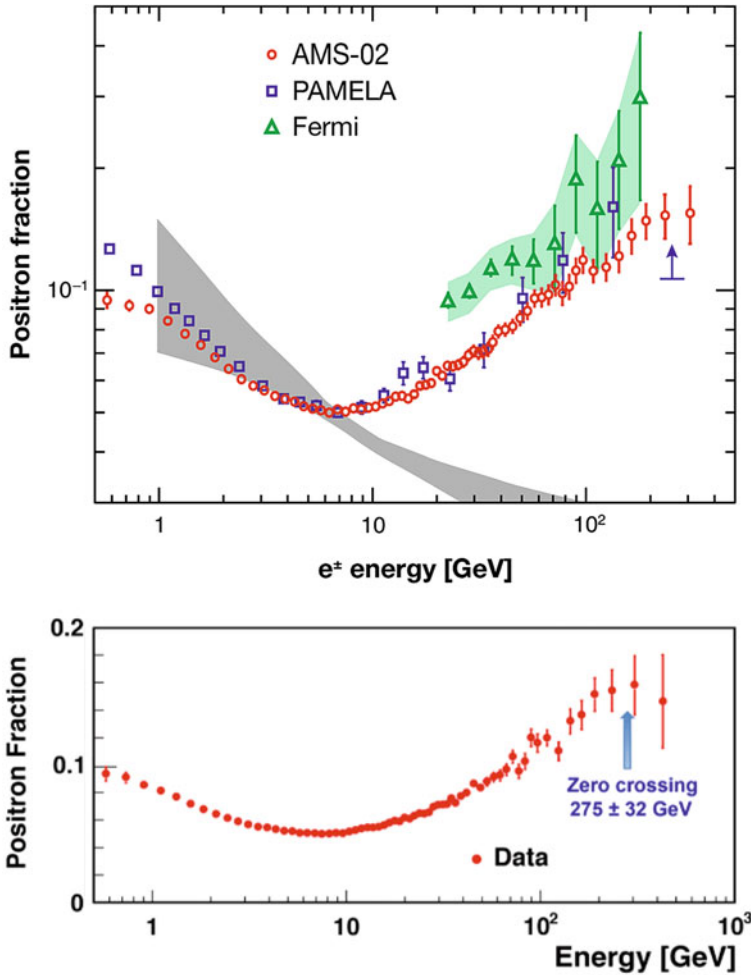 AMS-02
PAMELA
Fermi
Positron fraction
10⁻¹
1
10
10²
e± energy [GeV]
0.2
0.1
0
Positron Fraction
Zero crossing
275 ± 32 GeV
Data
1
10
10²
10³
Energy [GeV]